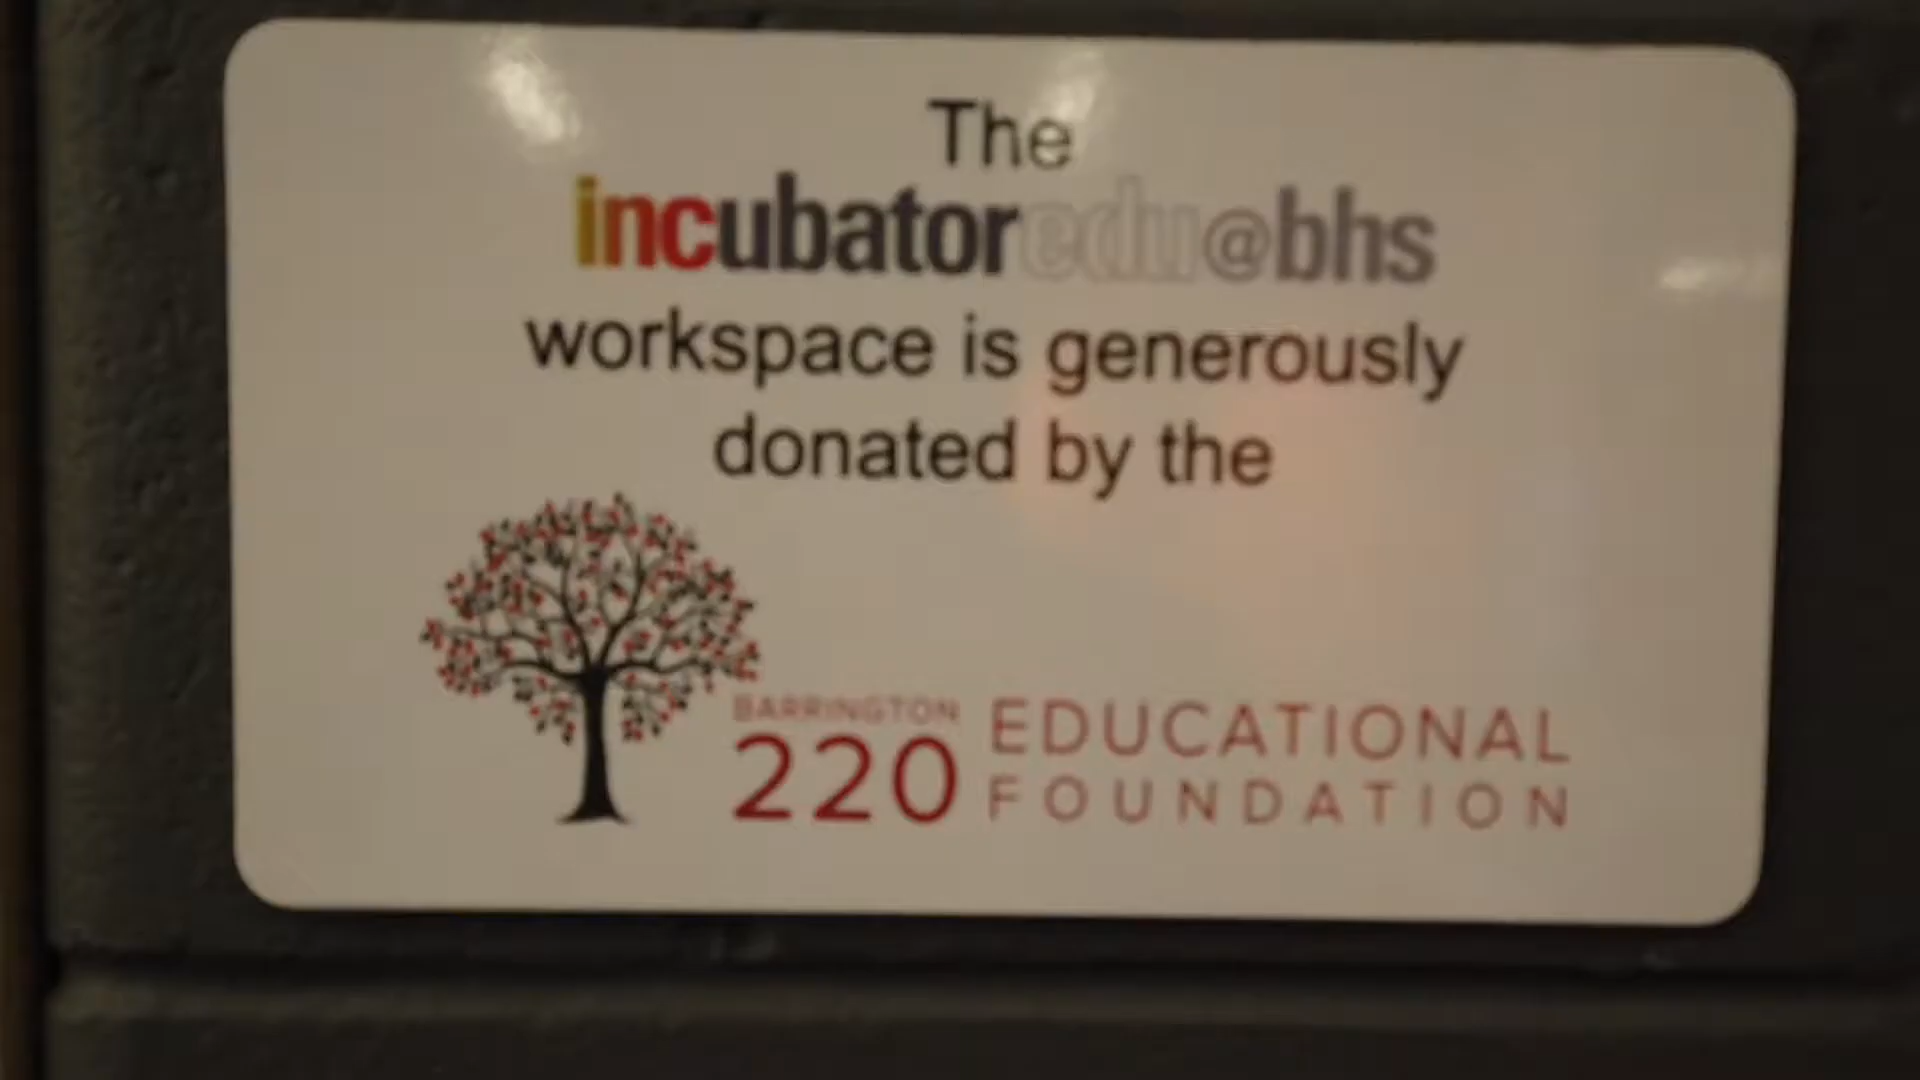 The
incubatoredu@bhs
workspace is generously
donated by the
BARRINGTON
220
EDUCATIONAL
FOUNDATION